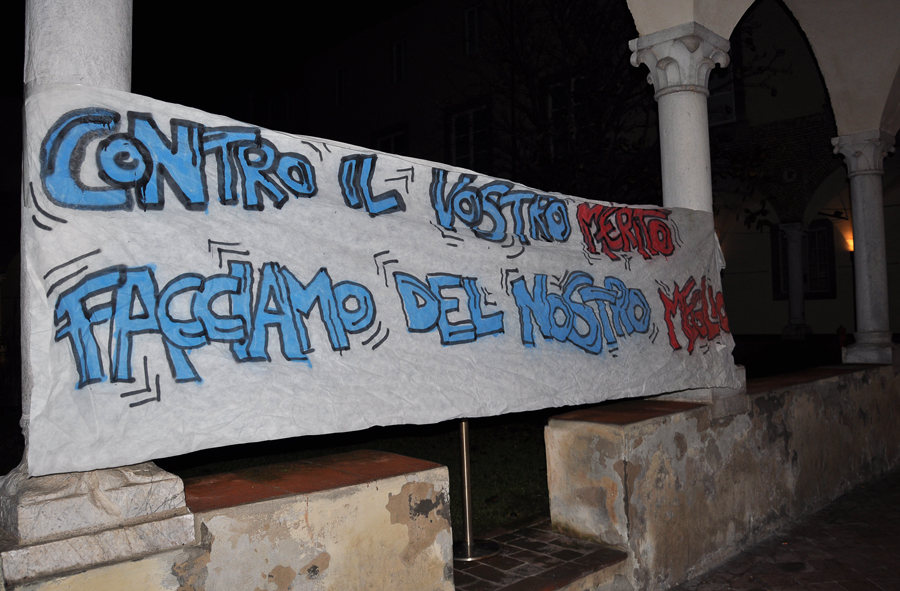 CONTRO IL VOSTRO MERITO
FACCIAMO DEL NOSTRO MEGLIO